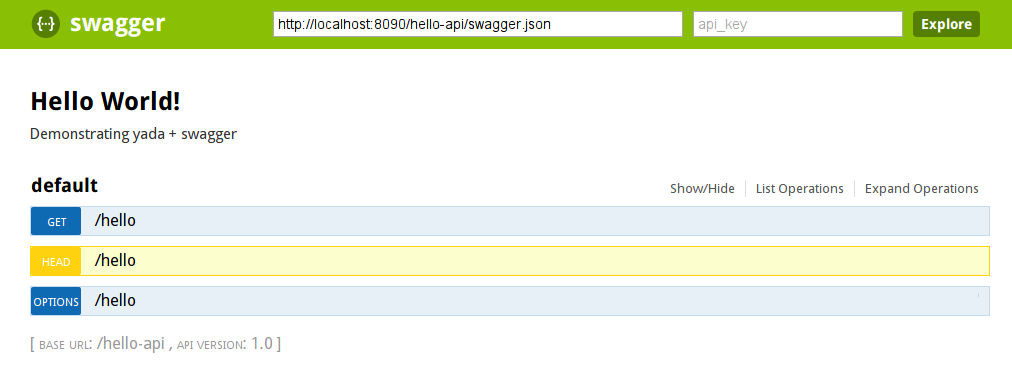 {··} swagger http://localhost:8090/hello-api/swagger.json api_key Explore
Hello World!
Demonstrating yada + swagger
default Show/Hide List Operations Expand Operations
GET /hello
HEAD /hello
OPTIONS /hello
[ BASE URL: /hello-api , API VERSION: 1.0 ]